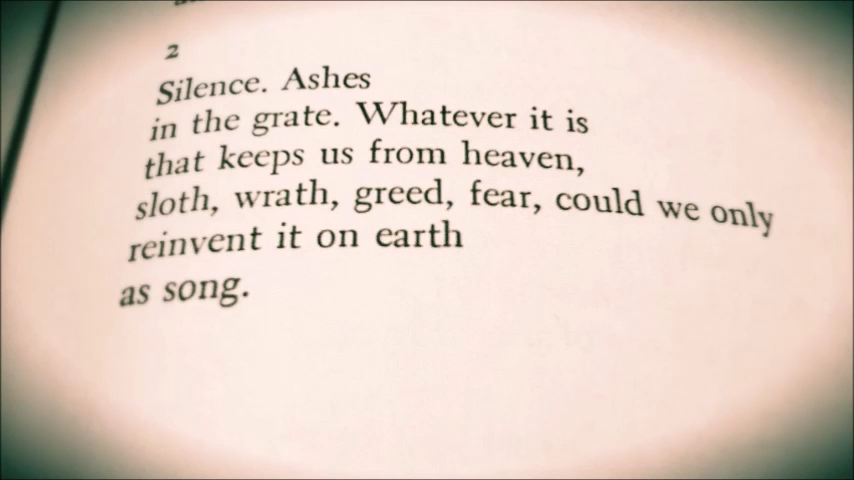 2
Silence. Ashes
in the grate. Whatever it is
that keeps us from heaven,
sloth, wrath, greed, fear, could we only
reinvent it on earth
as song.